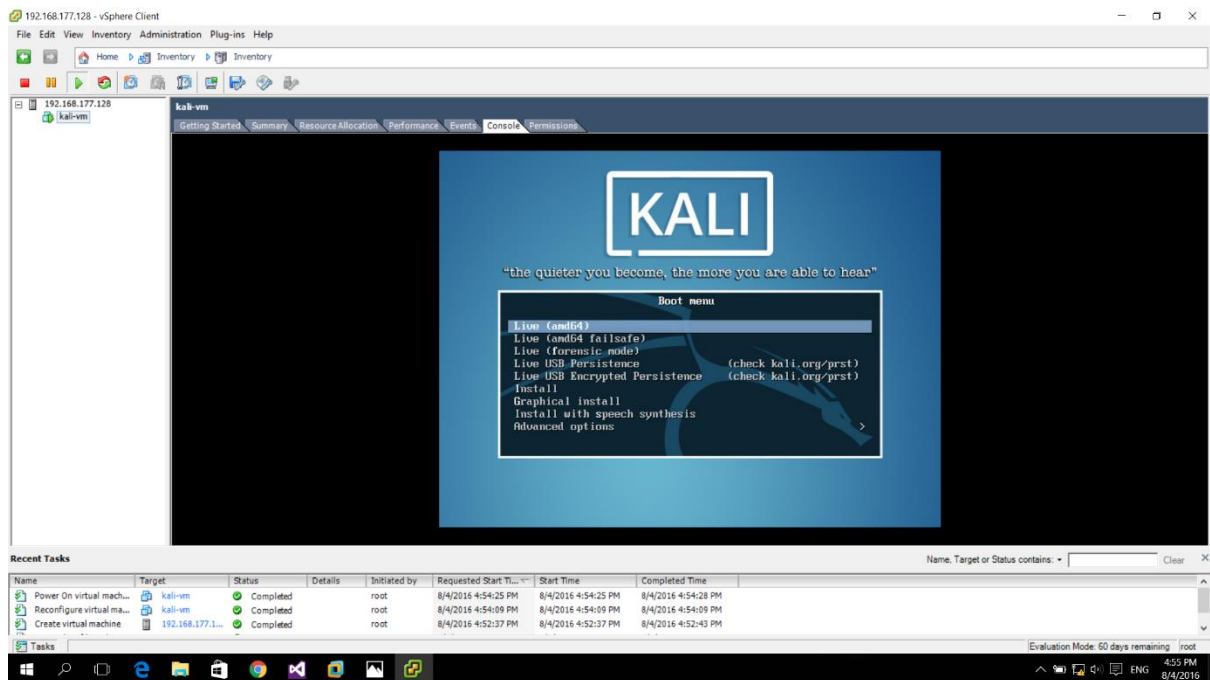 192.168.177.128 - vSphere Client
File Edit View Inventory Administration Plug-ins Help
Home Inventory Inventory
192.168.177.128
kali-vm
kali-vm
Getting Started Summary Resource Allocation Performance Events Console Permissions
KALI
"the quieter you become, the more you are able to hear"
Boot menu
Live (amd64)
Live (amd64 failsafe)
Live (forensic mode)
Live USB Persistence (check kali.org/prst)
Live USB Encrypted Persistence (check kali.org/prst)
Install
Graphical install
Install with speech synthesis
Advanced options >
Recent Tasks
Name, Target or Status contains: Clear
Name Target Status Details Initiated by Requested Start Ti... Start Time Completed Time
Power On virtual mach... kali-vm Completed root 8/4/2016 4:54:25 PM 8/4/2016 4:54:25 PM 8/4/2016 4:54:28 PM
Reconfigure virtual ma... kali-vm Completed root 8/4/2016 4:54:09 PM 8/4/2016 4:54:09 PM 8/4/2016 4:54:09 PM
Create virtual machine 192.168.177.1... Completed root 8/4/2016 4:52:37 PM 8/4/2016 4:52:37 PM 8/4/2016 4:52:43 PM
Tasks Evaluation Mode: 60 days remaining root
ENG 4:55 PM
8/4/2016